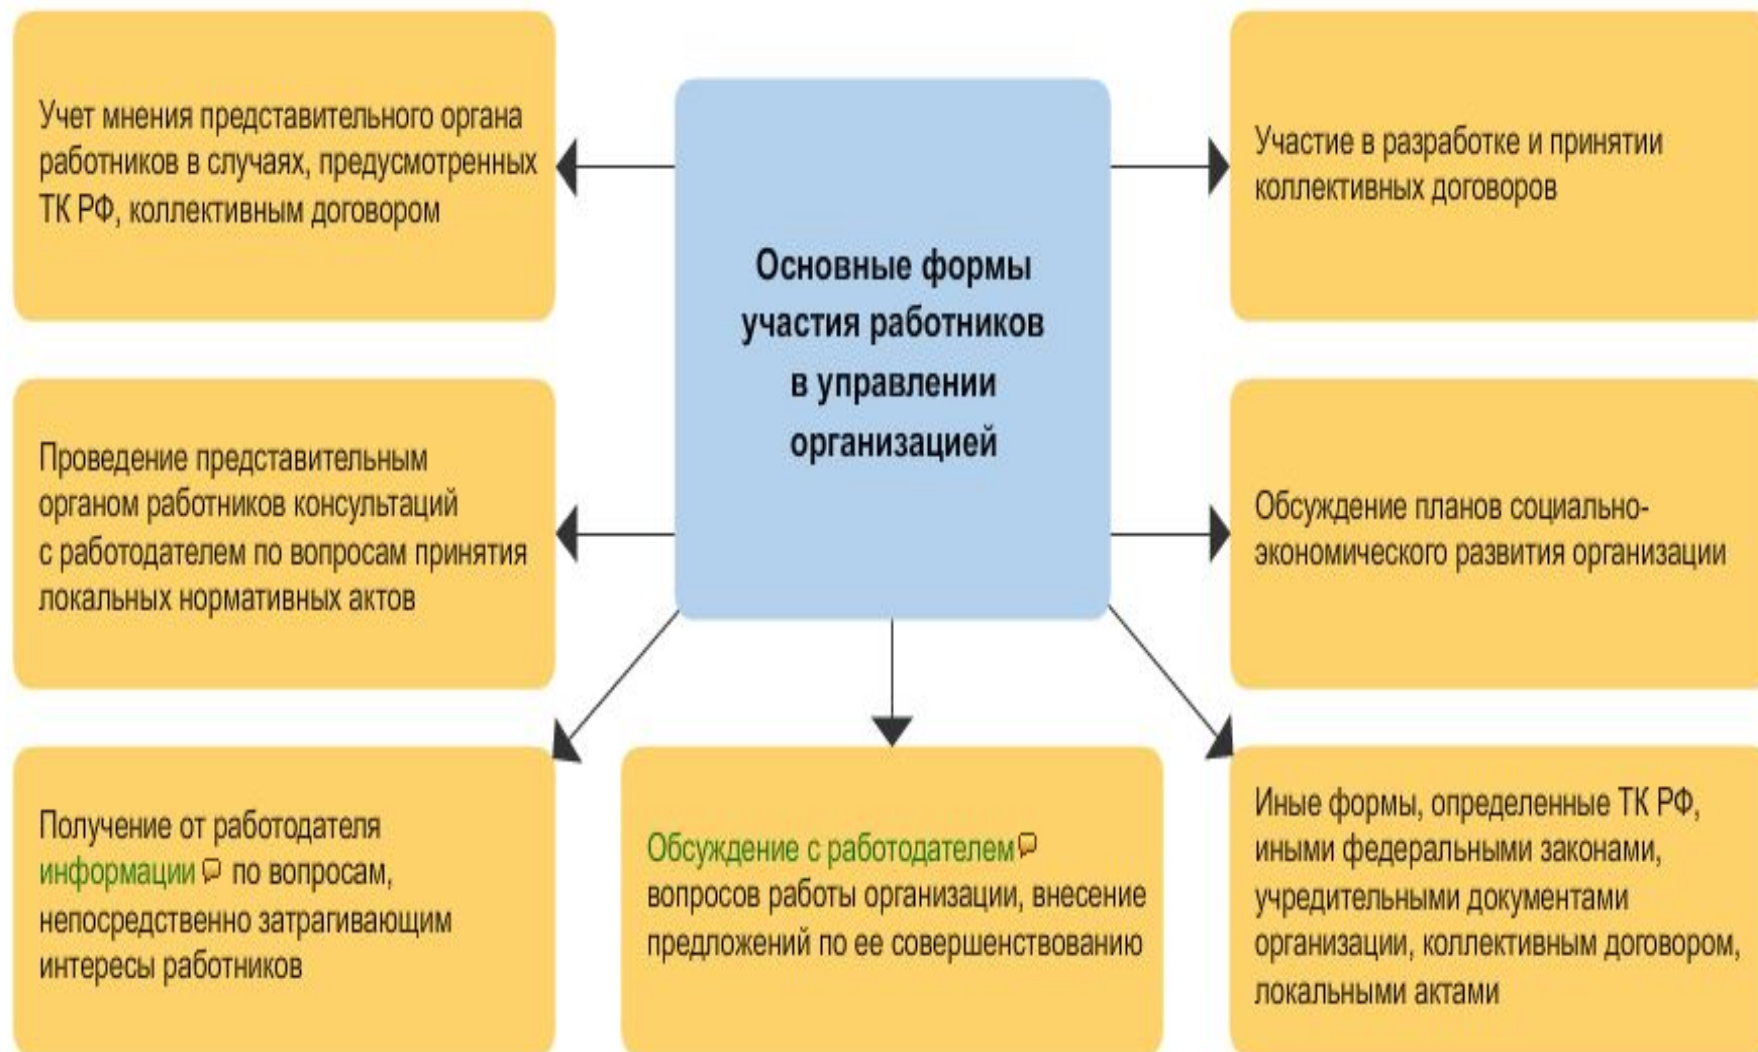 Учет мнения представительного органа
работников в случаях, предусмотренных
ТК РФ, коллективным договором
Основные формы
участия работников
в управлении
организацией
Участие в разработке и принятии
коллективных договоров
Проведение представительным
органом работников консультаций
с работодателем по вопросам принятия
локальных нормативных актов
Обсуждение планов социально-
экономического развития организации
Получение от работодателя
информации по вопросам,
непосредственно затрагивающим
интересы работников
Обсуждение с работодателем
вопросов работы организации, внесение
предложений по ее совершенствованию
Иные формы, определенные ТК РФ,
иными федеральными законами,
учредительными документами
организации, коллективным договором,
локальными актами